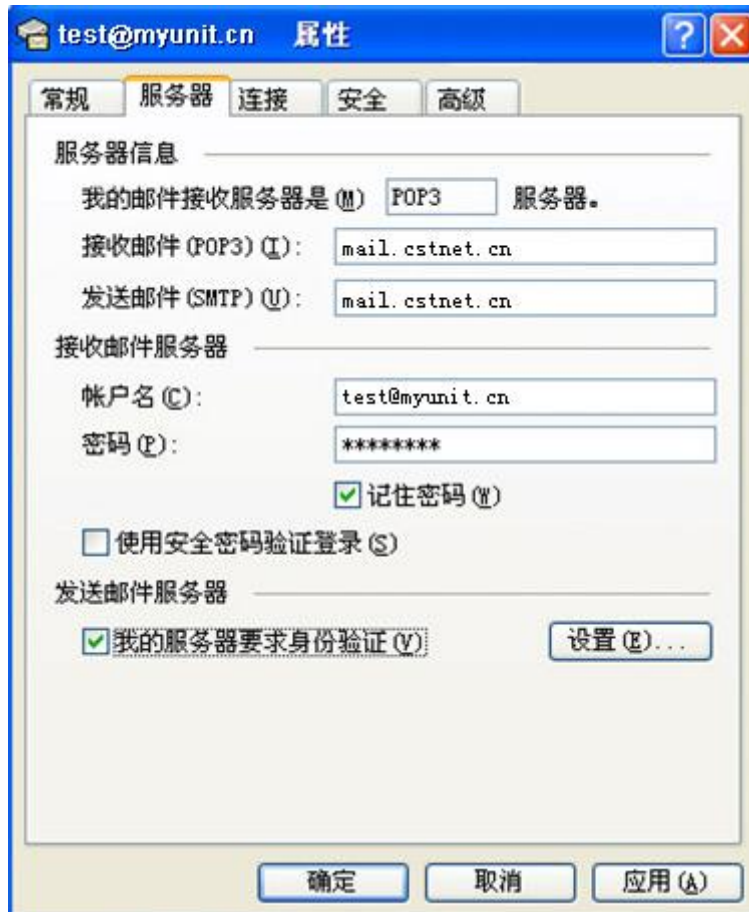 test@myunit.cn 属性
常规 服务器 连接 安全 高级
服务器信息
我的邮件接收服务器是(M) POP3 服务器。
接收邮件(POP3)(I): mail.cstnet.cn
发送邮件(SMTP)(U): mail.cstnet.cn
接收邮件服务器
帐户名(C): test@myunit.cn
密码(P): ********
记住密码(W)
使用安全密码验证登录(S)
发送邮件服务器
我的服务器要求身份验证(V) 设置(E)...
确定 取消 应用(A)